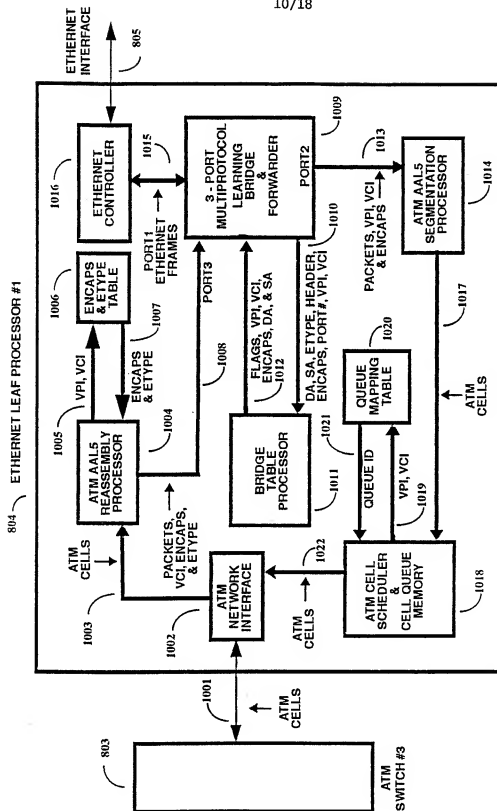 10/18
804
ETHERNET LEAF PROCESSOR #1
ETHERNET
INTERFACE
805
1016
ETHERNET
CONTROLLER
1015
PORT1
ETHERNET
FRAMES
3 - PORT
MULTIPROTOCOL
LEARNING
BRIDGE
&
FORWARDER
PORT2
1009
1013
PACKETS, VPI, VCI
& ENCAPS
ATM AAL5
SEGMENTATION
PROCESSOR
1014
1006
ENCAPS
& ETYPE
TABLE
1005
VPI, VCI
1007
ENCAPS
& ETYPE
ATM AAL5
REASSEMBLY
PROCESSOR
1004
PORT3
1008
FLAGS, VPI, VCI,
ENCAPS, DA, & SA
1012
DA, SA, ETYPE, HEADER,
ENCAPS, PORT#, VPI, VCI
1010
BRIDGE
TABLE
PROCESSOR
1011
1017
ATM
CELLS
1020
QUEUE
MAPPING
TABLE
1021
QUEUE ID
VPI, VCI
1019
ATM
CELLS
1003
PACKETS,
VCI, ENCAPS,
& ETYPE
ATM
NETWORK
INTERFACE
1002
ATM
CELLS
1022
ATM CELL
SCHEDULER
&
CELL QUEUE
MEMORY
1018
1001
ATM
CELLS
803
ATM
SWITCH #3